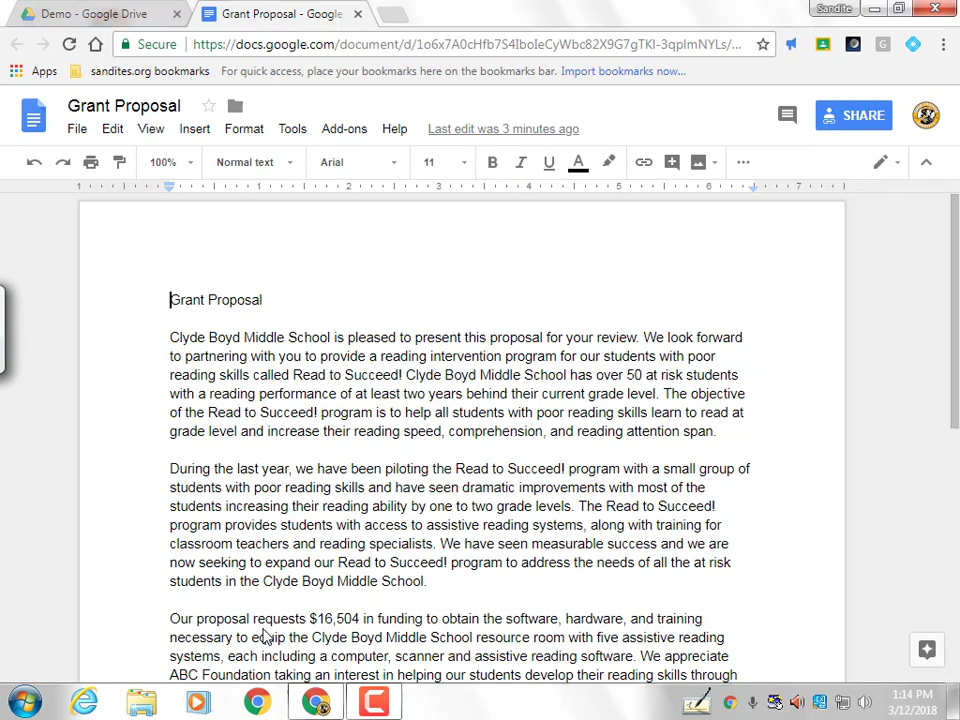 Demo - Google Drive
Grant Proposal - Google
Sandite
Secure
https://docs.google.com/document/d/1o6x7A0cHfb7S4IboIeCyWbc82X9G7gTKI-3qplmNYLs/...
Apps
sandites.org bookmarks
For quick access, place your bookmarks here on the bookmarks bar. Import bookmarks now...
Grant Proposal
SHARE
File Edit View Insert Format Tools Add-ons Help Last edit was 3 minutes ago
100% Normal text Arial 11 B I U A
1 1 2 3 4 5 6 7
Grant Proposal
Clyde Boyd Middle School is pleased to present this proposal for your review. We look forward
to partnering with you to provide a reading intervention program for our students with poor
reading skills called Read to Succeed! Clyde Boyd Middle School has over 50 at risk students
with a reading performance of at least two years behind their current grade level. The objective
of the Read to Succeed! program is to help all students with poor reading skills learn to read at
grade level and increase their reading speed, comprehension, and reading attention span.
During the last year, we have been piloting the Read to Succeed! program with a small group of
students with poor reading skills and have seen dramatic improvements with most of the
students increasing their reading ability by one to two grade levels. The Read to Succeed!
program provides students with access to assistive reading systems, along with training for
classroom teachers and reading specialists. We have seen measurable success and we are
now seeking to expand our Read to Succeed! program to address the needs of all the at risk
students in the Clyde Boyd Middle School.
Our proposal requests $16,504 in funding to obtain the software, hardware, and training
necessary to equip the Clyde Boyd Middle School resource room with five assistive reading
systems, each including a computer, scanner and assistive reading software. We appreciate
ABC Foundation taking an interest in helping our students develop their reading skills through
1:14 PM
3/12/2018